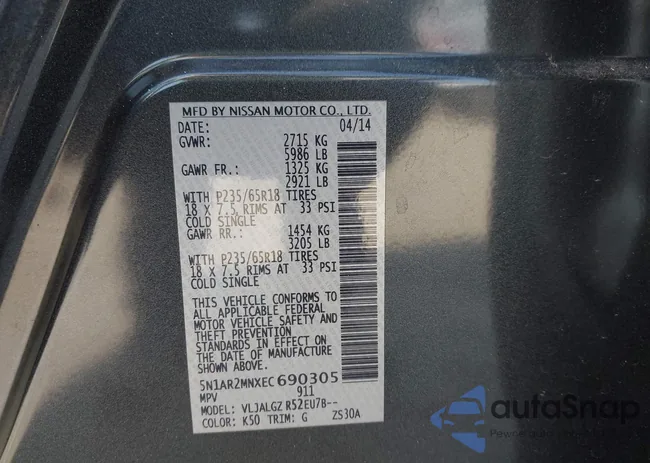 MFD BY NISSAN MOTOR CO., LTD.
DATE: 04/14
GVWR: 2715 KG
5986 LB
GAWR FR.: 1325 KG
2921 LB
WITH P235/65R18 TIRES
18 X 7.5 RIMS AT 33 PSI
COLD SINGLE
GAWR RR.: 1454 KG
3205 LB
WITH P235/65R18 TIRES
18 X 7.5 RIMS AT 33 PSI
COLD SINGLE
THIS VEHICLE CONFORMS TO
ALL APPLICABLE FEDERAL
MOTOR VEHICLE SAFETY AND
THEFT PREVENTION
STANDARDS IN EFFECT ON
THE DATE OF MANUFACTURE
SHOWN ABOVE.
5N1AR2MNXEC690305
MPV 911
MODEL: VLJALGZ R52EU7B--
COLOR: K50 TRIM: G ZS30A
autoSnap